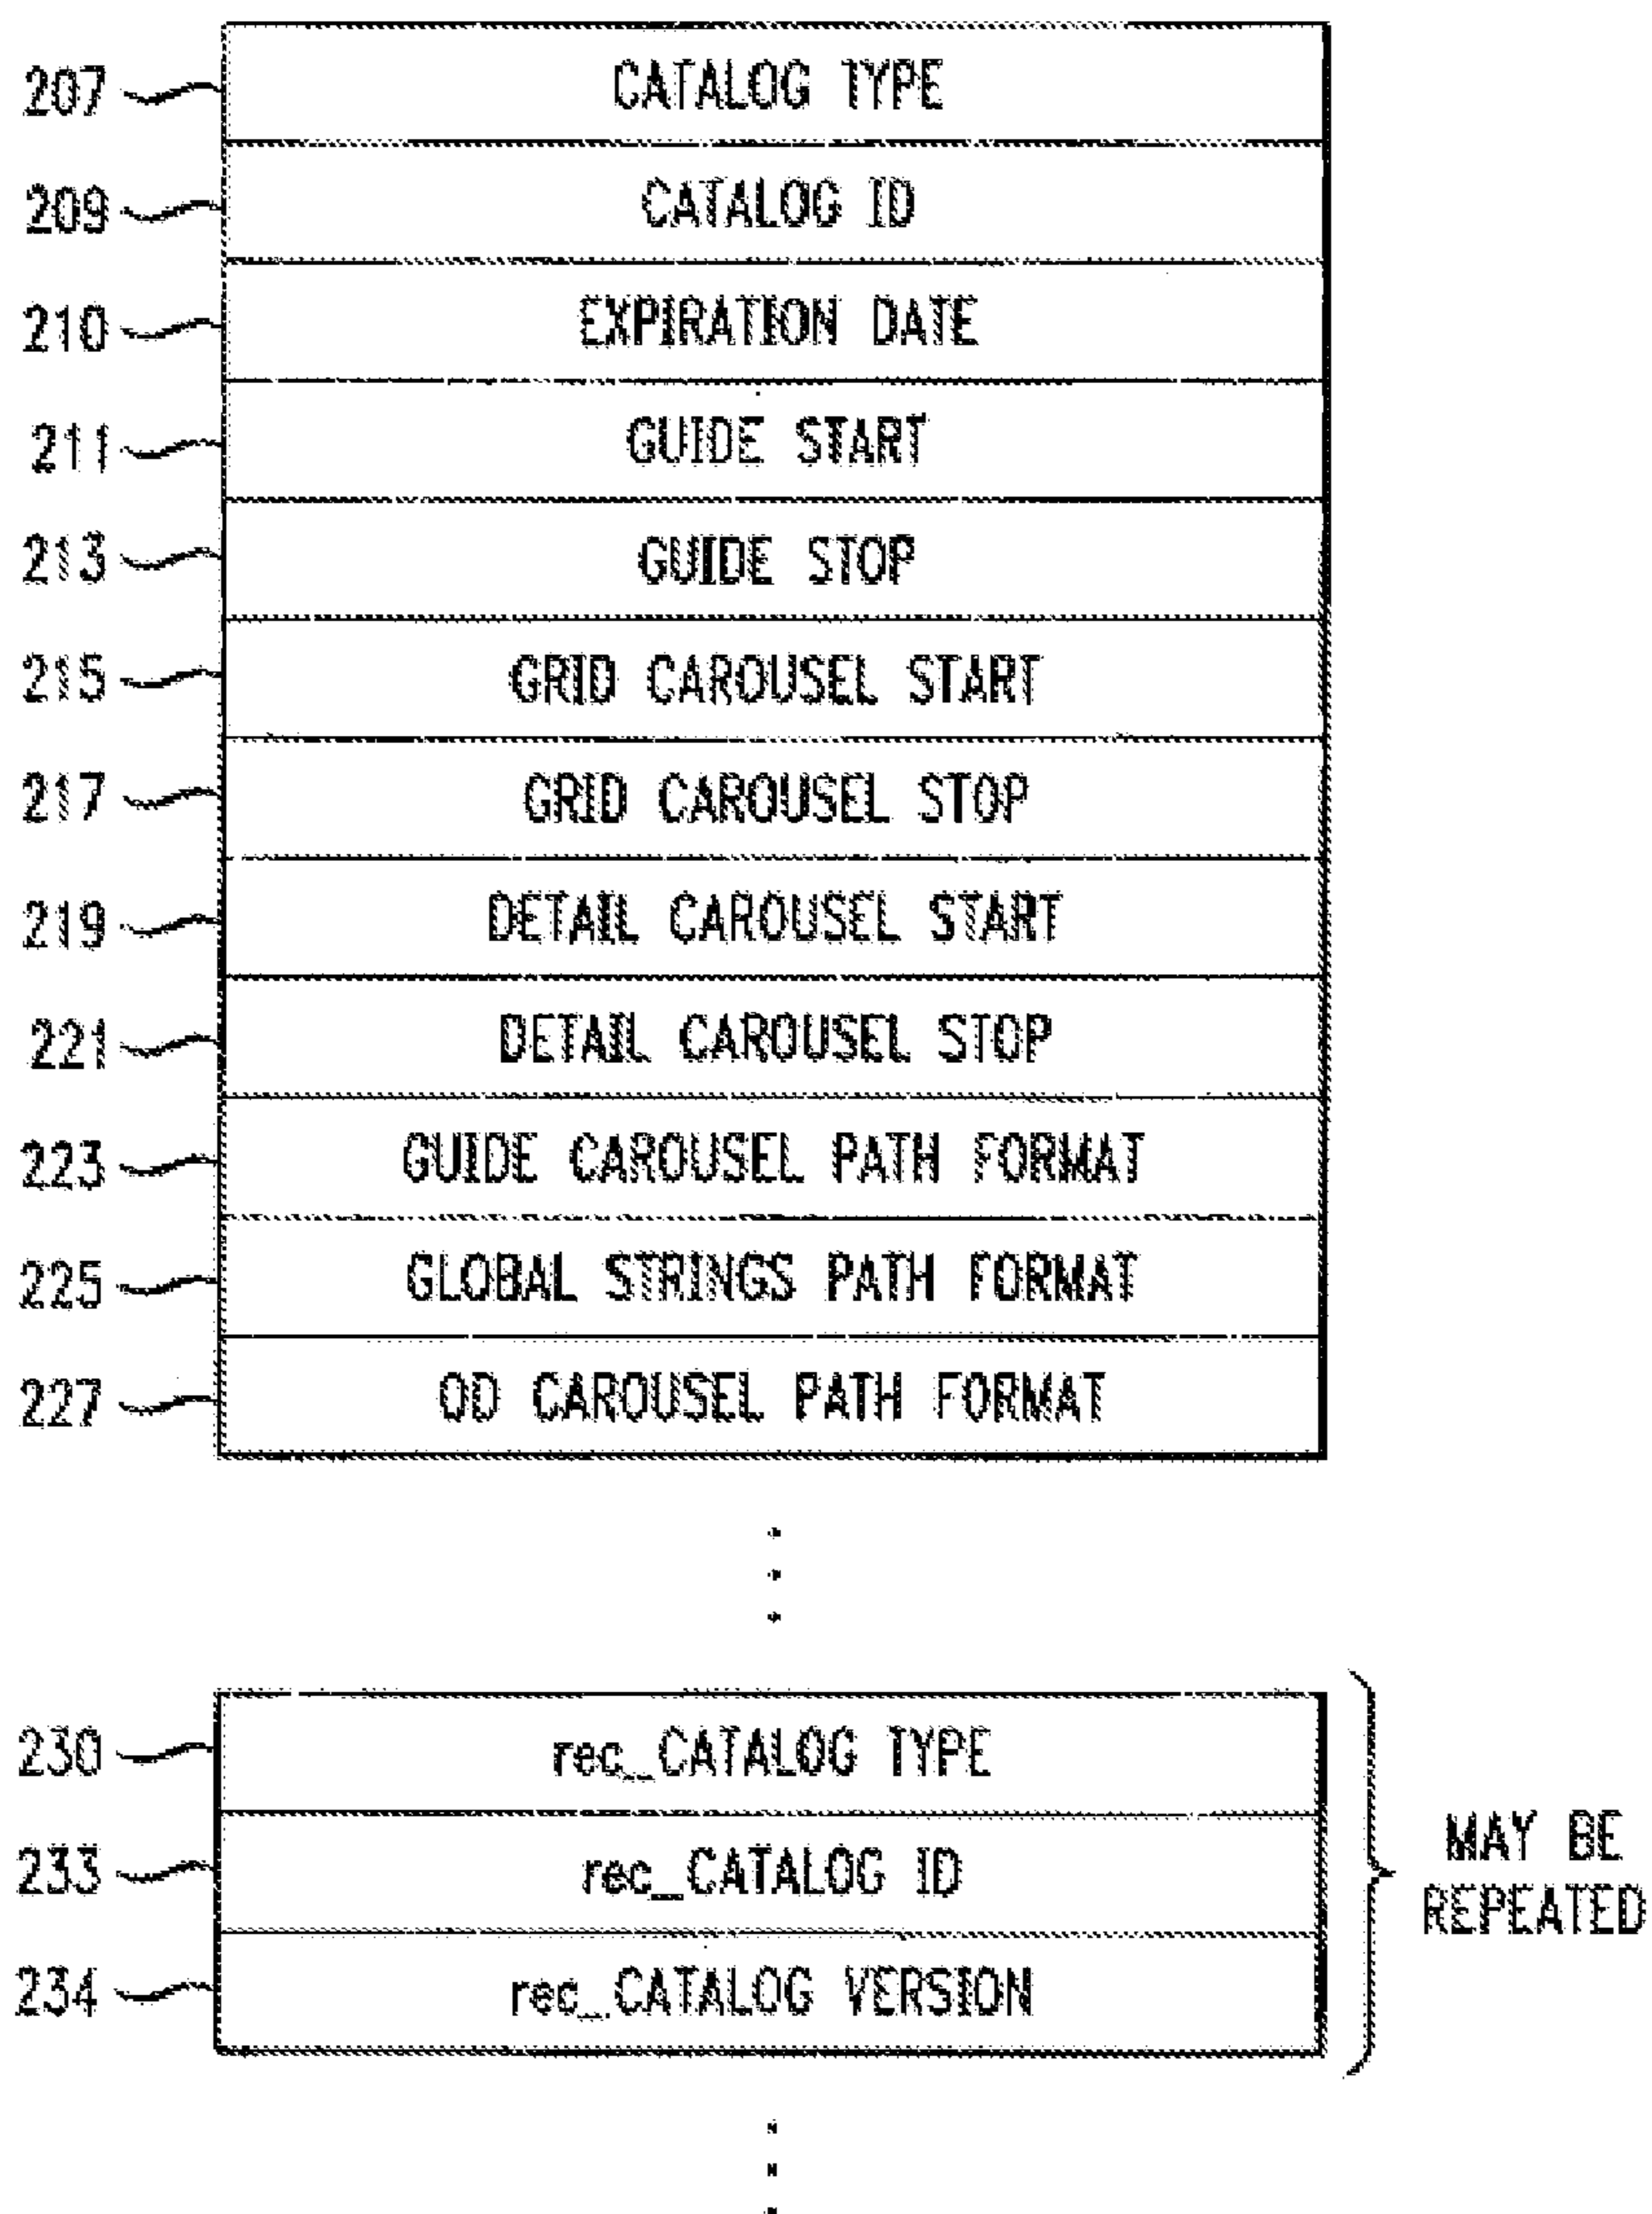 207 CATALOG TYPE
209 CATALOG ID
210 EXPIRATION DATE
211 GUIDE START
213 GUIDE STOP
215 GRID CAROUSEL START
217 GRID CAROUSEL STOP
219 DETAIL CAROUSEL START
221 DETAIL CAROUSEL STOP
223 GUIDE CAROUSEL PATH FORMAT
225 GLOBAL STRINGS PATH FORMAT
227 OD CAROUSEL PATH FORMAT
230 rec_CATALOG TYPE
233 rec_CATALOG ID
234 rec_CATALOG VERSION
MAY BE
REPEATED